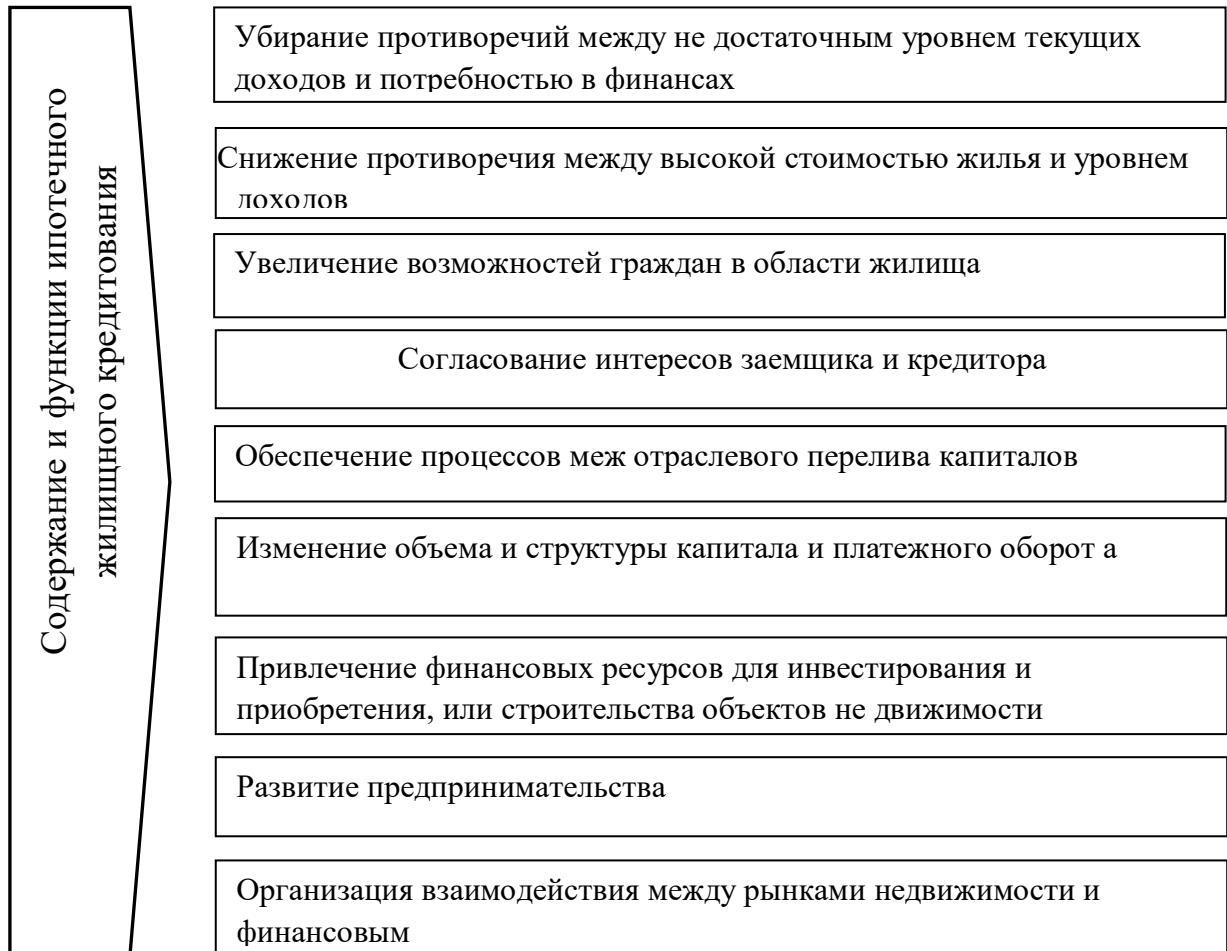 Содержание и функции ипотечного
жилищного кредитования
Убирание противоречий между не достаточным уровнем текущих
доходов и потребностью в финансах
Снижение противоречия между высокой стоимостью жилья и уровнем
доходов
Увеличение возможностей граждан в области жилища
Согласование интересов заемщика и кредитора
Обеспечение процессов меж отраслевого перелива капиталов
Изменение объема и структуры капитала и платежного оборот а
Привлечение финансовых ресурсов для инвестирования и
приобретения, или строительства объектов не движимости
Развитие предпринимательства
Организация взаимодействия между рынками недвижимости и
финансовым